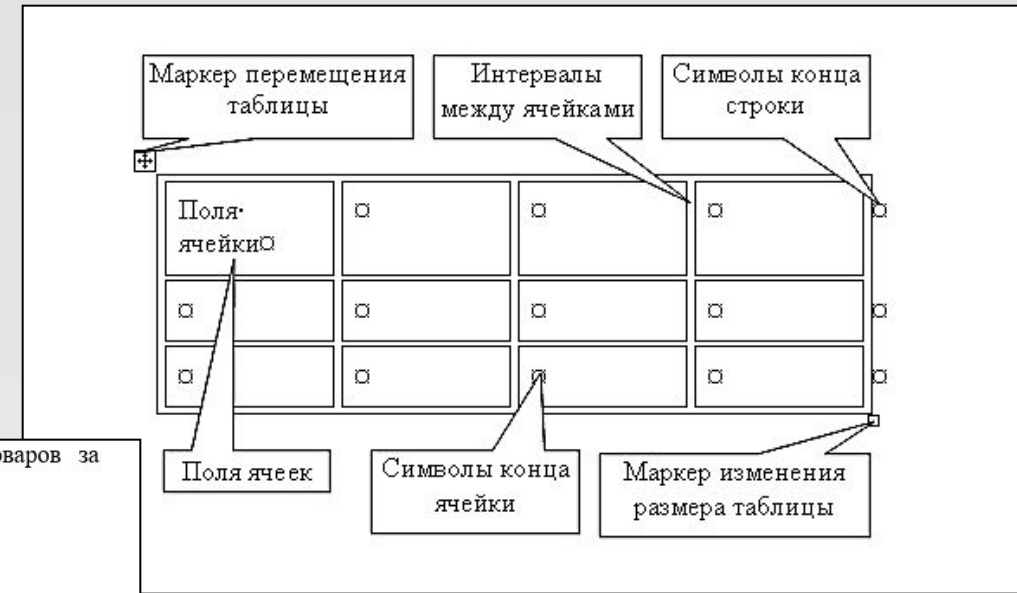 Маркер перемещения
таблицы
Интервалы
между ячейками
Символы конца
строки
Поля·
ячейки¤
¤ ¤ ¤ ¤
¤ ¤ ¤ ¤ ¤
¤ ¤ ¤ ¤ ¤
Поля ячеек
Символы конца
ячейки
Маркер изменения
размера таблицы
за